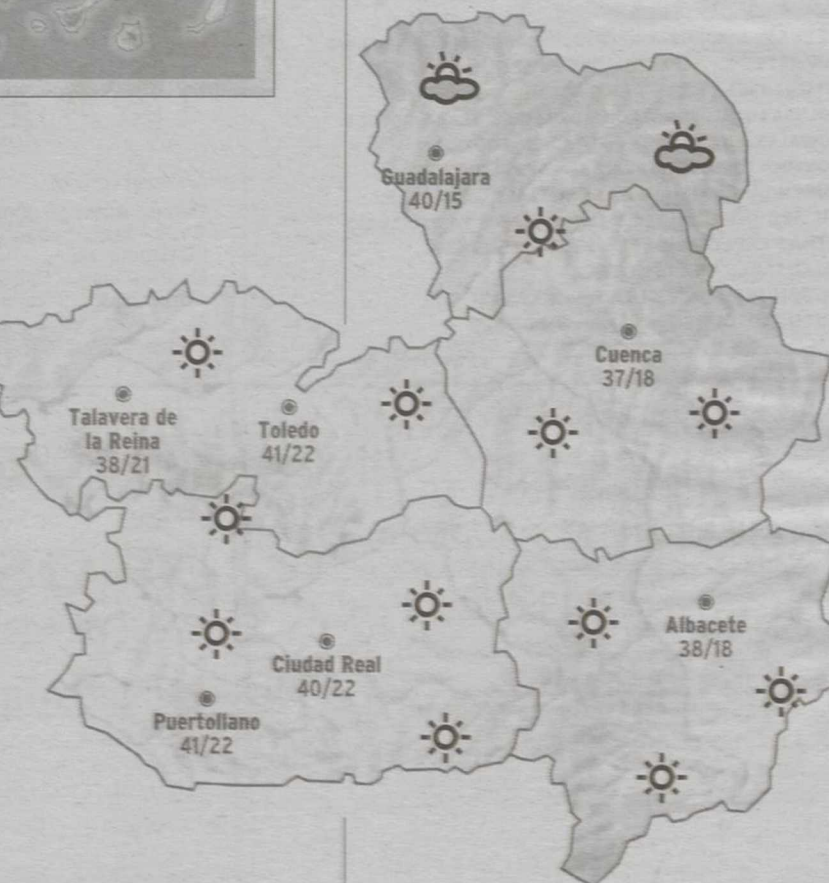 Guadalajara
40/15
Cuenca
37/18
Talavera de
la Reina
38/21
Toledo
41/22
Albacete
38/18
Ciudad Real
40/22
Puertollano
41/22